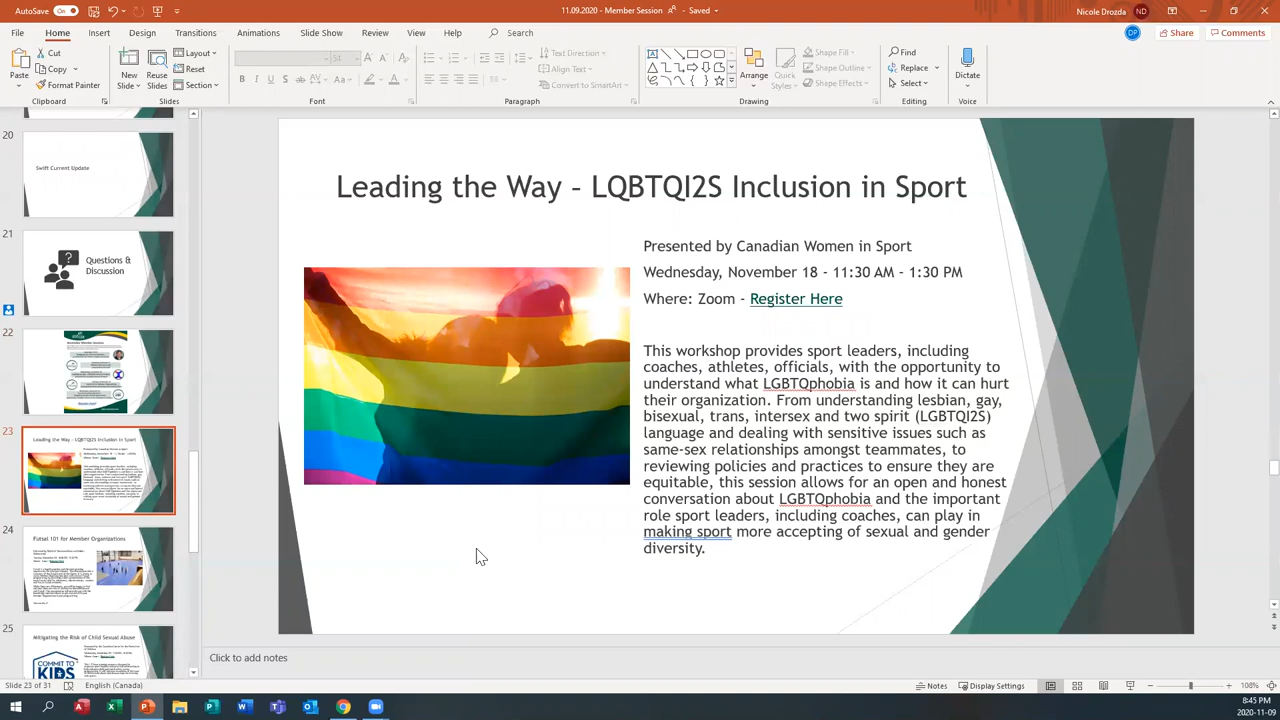 AutoSave On
11.09.2020 - Member Session
Saved
Nicole Drozda
ND
File
Home
Insert
Design
Transitions
Animations
Slide Show
Review
View
Help
Search
DP
Share
Comments
Paste
Cut
Copy
Format Painter
Clipboard
New Slide
Reuse Slides
Layout
Reset
Section
Slides
Font
Text Direction
Align Text
Convert to SmartArt
Paragraph
Arrange
Quick Styles
Shape Fill
Shape Outline
Shape Effects
Drawing
Find
Replace
Select
Editing
Dictate
Voice
20
Swift Current Update
21
Questions &
Discussion
22
23
Leading the Way - LQBTQI2S Inclusion in Sport
24
Futsal 101 for Member Organizations
25
Mitigating the Risk of Child Sexual Abuse
COMMIT TO
KIDS
Leading the Way - LQBTQI2S Inclusion in Sport
Presented by Canadian Women in Sport
Wednesday, November 18 - 11:30 AM - 1:30 PM
Where: Zoom - Register Here
This workshop provides sport leaders, including
coaches, athletes, officials, with the opportunity to
understand what LGBTQphobia is and how it can hurt
their organization. From understanding lesbian, gay,
bisexual, trans, intersex and two spirit (LGBTQI2S)
language and dealing with sensitive issues such as
same-sex relationships amongst teammates, to
reviewing policies and practices to ensure they are
equitable, this session allows for an open and honest
conversation about LGBTQphobia and the important
role sport leaders, including coaches, can play in
making sport more accepting of sexual and gender
diversity.
Click to add notes
Slide 23 of 31
English (Canada)
Notes
Display Settings
108%
8:45 PM
2020-11-09